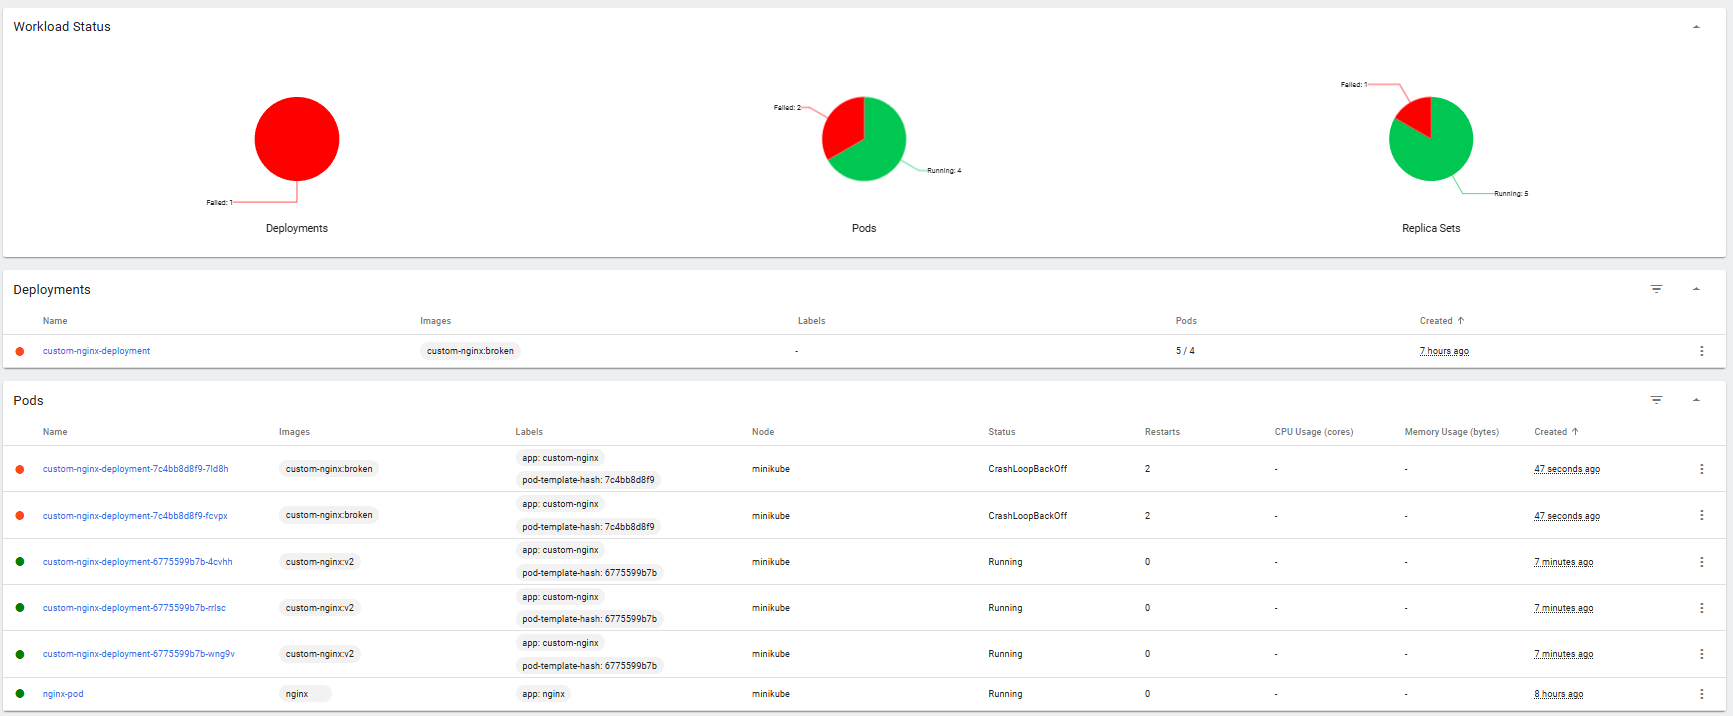 Workload Status
Failed: 1
Deployments
Failed: 2
Running: 4
Pods
Failed: 1
Running: 5
Replica Sets
Deployments
Name Images Labels Pods Created
custom-nginx-deployment custom-nginx:broken - 5 / 4 7 hours ago
Pods
Name Images Labels Node Status Restarts CPU Usage (cores) Memory Usage (bytes) Created
custom-nginx-deployment-7c4bb8d8f9-7ld8h custom-nginx:broken app: custom-nginx pod-template-hash: 7c4bb8d8f9 minikube CrashLoopBackOff 2 - - 47 seconds ago
custom-nginx-deployment-7c4bb8d8f9-fcvpx custom-nginx:broken app: custom-nginx pod-template-hash: 7c4bb8d8f9 minikube CrashLoopBackOff 2 - - 47 seconds ago
custom-nginx-deployment-6775599b7b-4cvhh custom-nginx:v2 app: custom-nginx pod-template-hash: 6775599b7b minikube Running 0 - - 7 minutes ago
custom-nginx-deployment-6775599b7b-rrlsc custom-nginx:v2 app: custom-nginx pod-template-hash: 6775599b7b minikube Running 0 - - 7 minutes ago
custom-nginx-deployment-6775599b7b-wng9v custom-nginx:v2 app: custom-nginx pod-template-hash: 6775599b7b minikube Running 0 - - 7 minutes ago
nginx-pod nginx app: nginx minikube Running 0 - - 8 hours ago